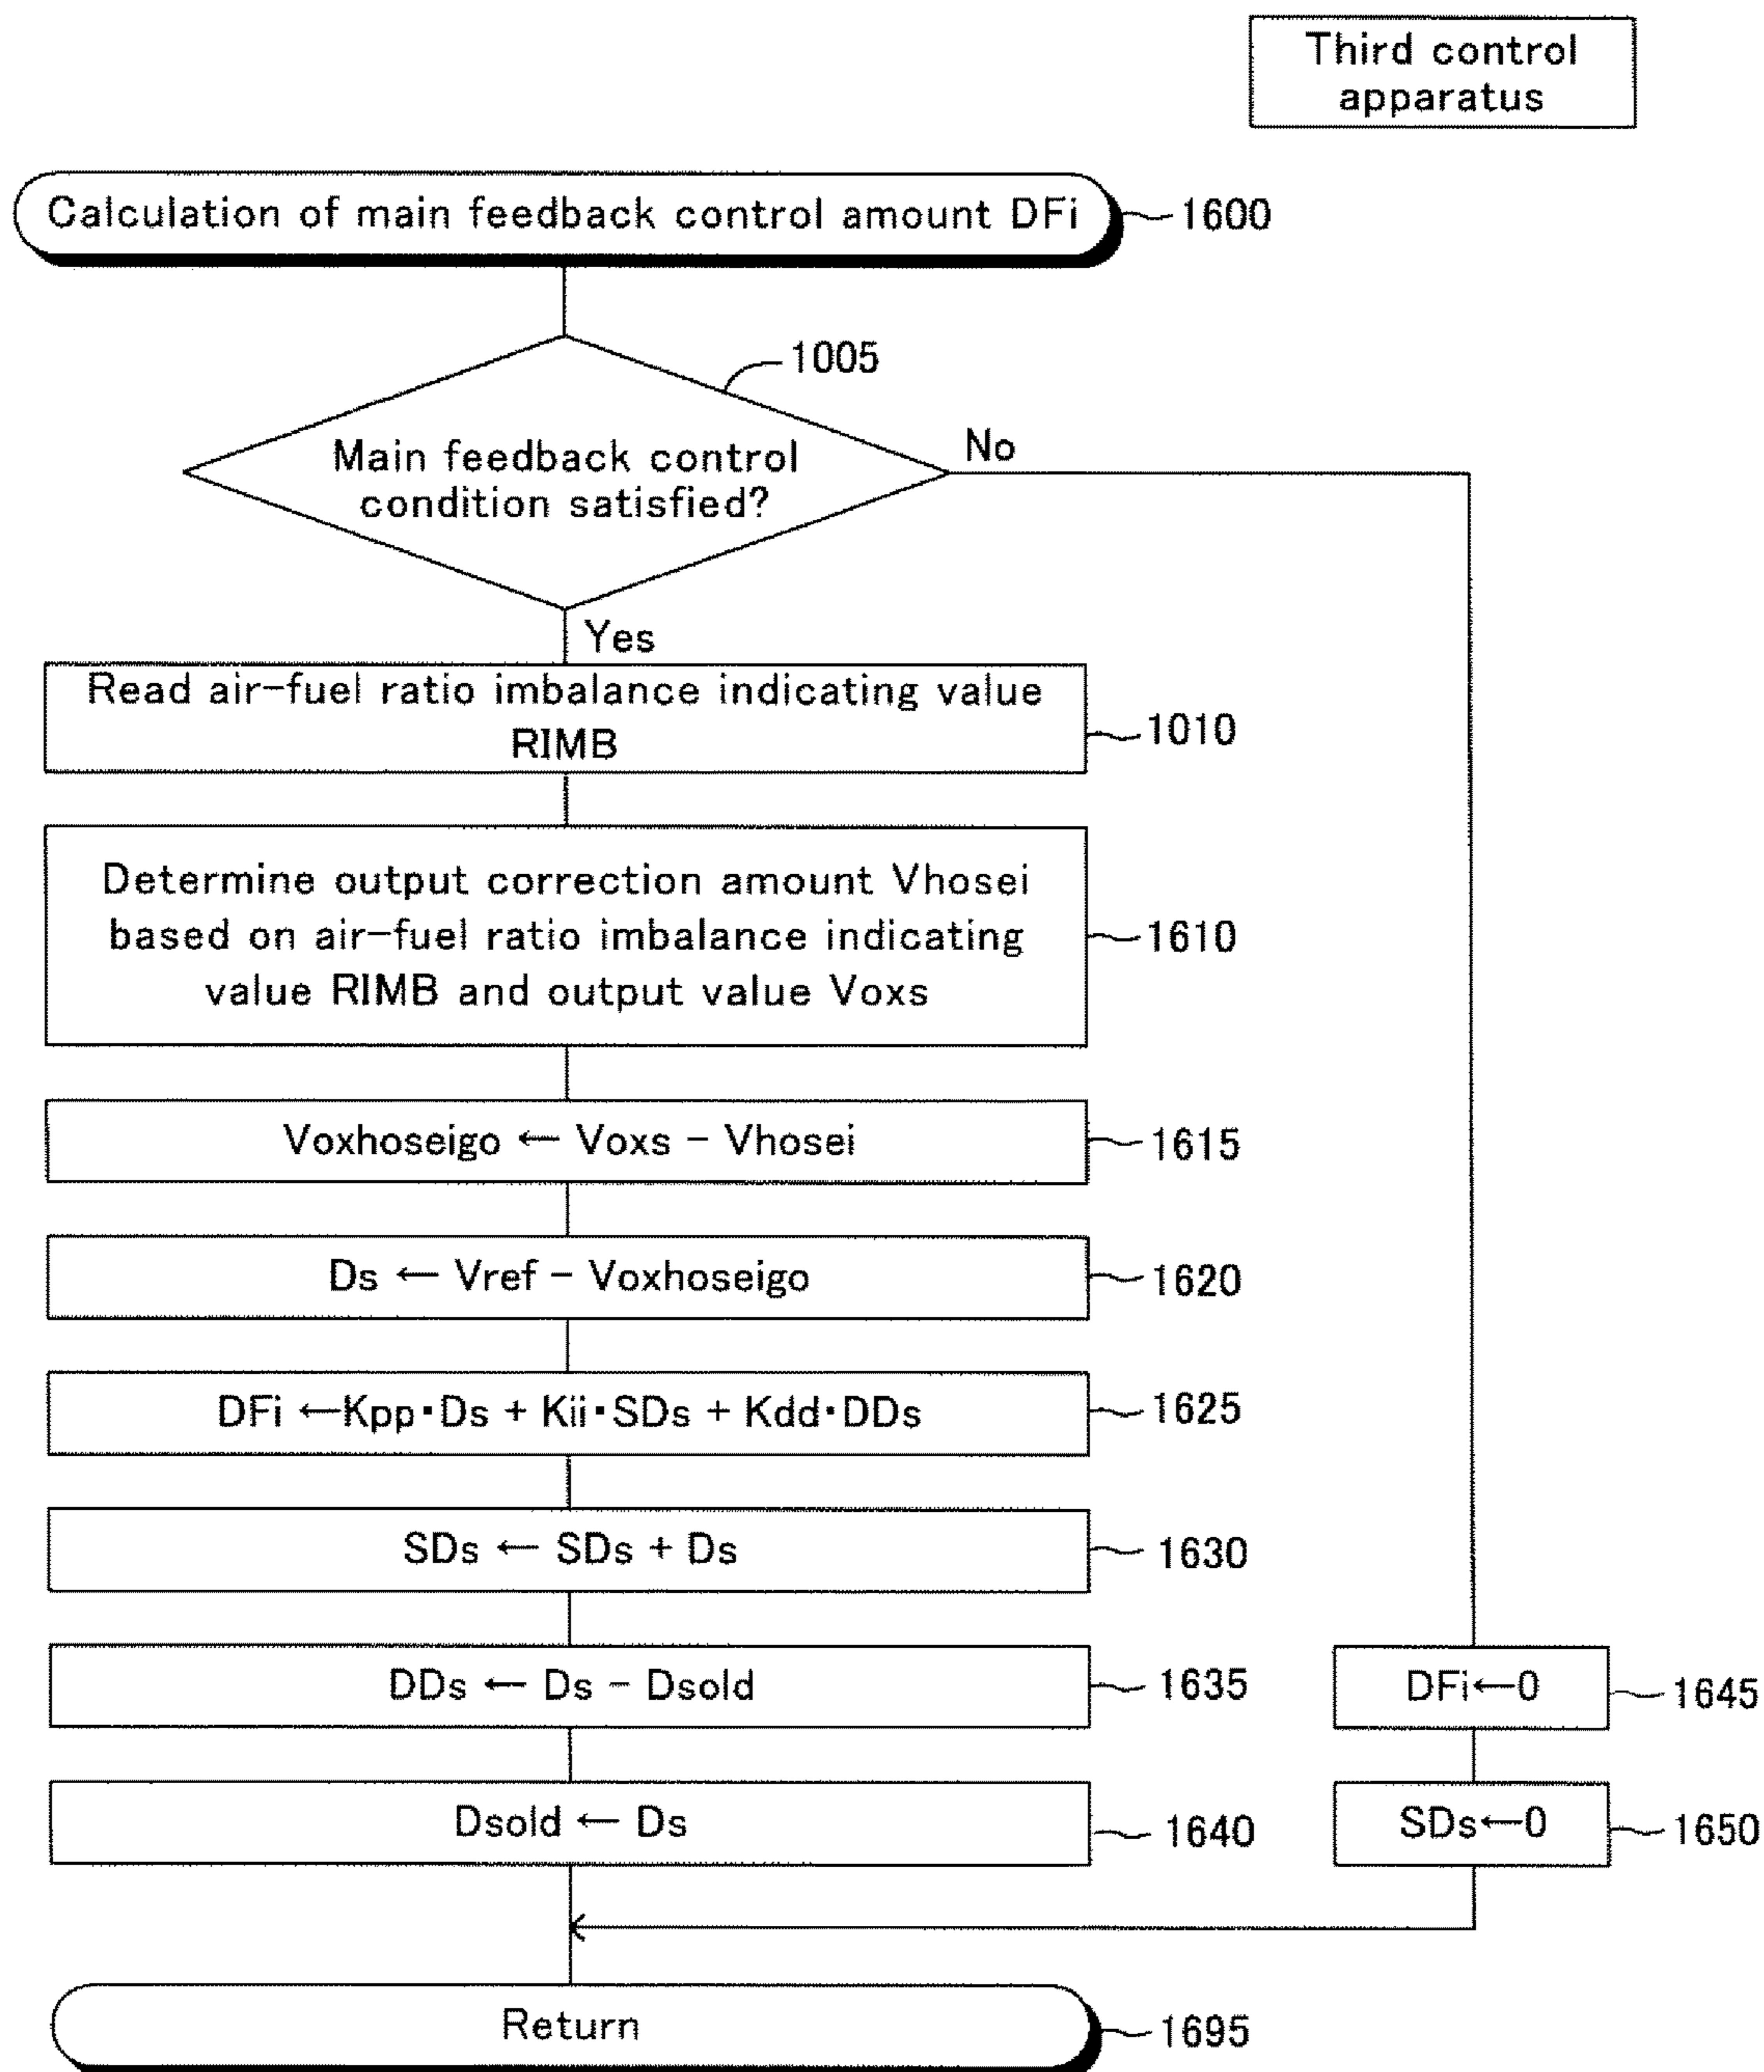 Third control
apparatus
Calculation of main feedback control amount DFi
1600
1005
Main feedback control
condition satisfied?
No
Yes
Read air-fuel ratio imbalance indicating value
RIMB
1010
Determine output correction amount Vhosei
based on air-fuel ratio imbalance indicating
value RIMB and output value Voxs
1610
Voxhoseigo ← Voxs - Vhosei
1615
Ds ← Vref - Voxhoseigo
1620
DFi ←Kpp·Ds + Kii·SDs + Kdd·DDs
1625
SDs ← SDs + Ds
1630
DDs ← Ds - Dsold
1635
DFi←0
1645
Dsold ← Ds
1640
SDs←0
1650
Return
1695